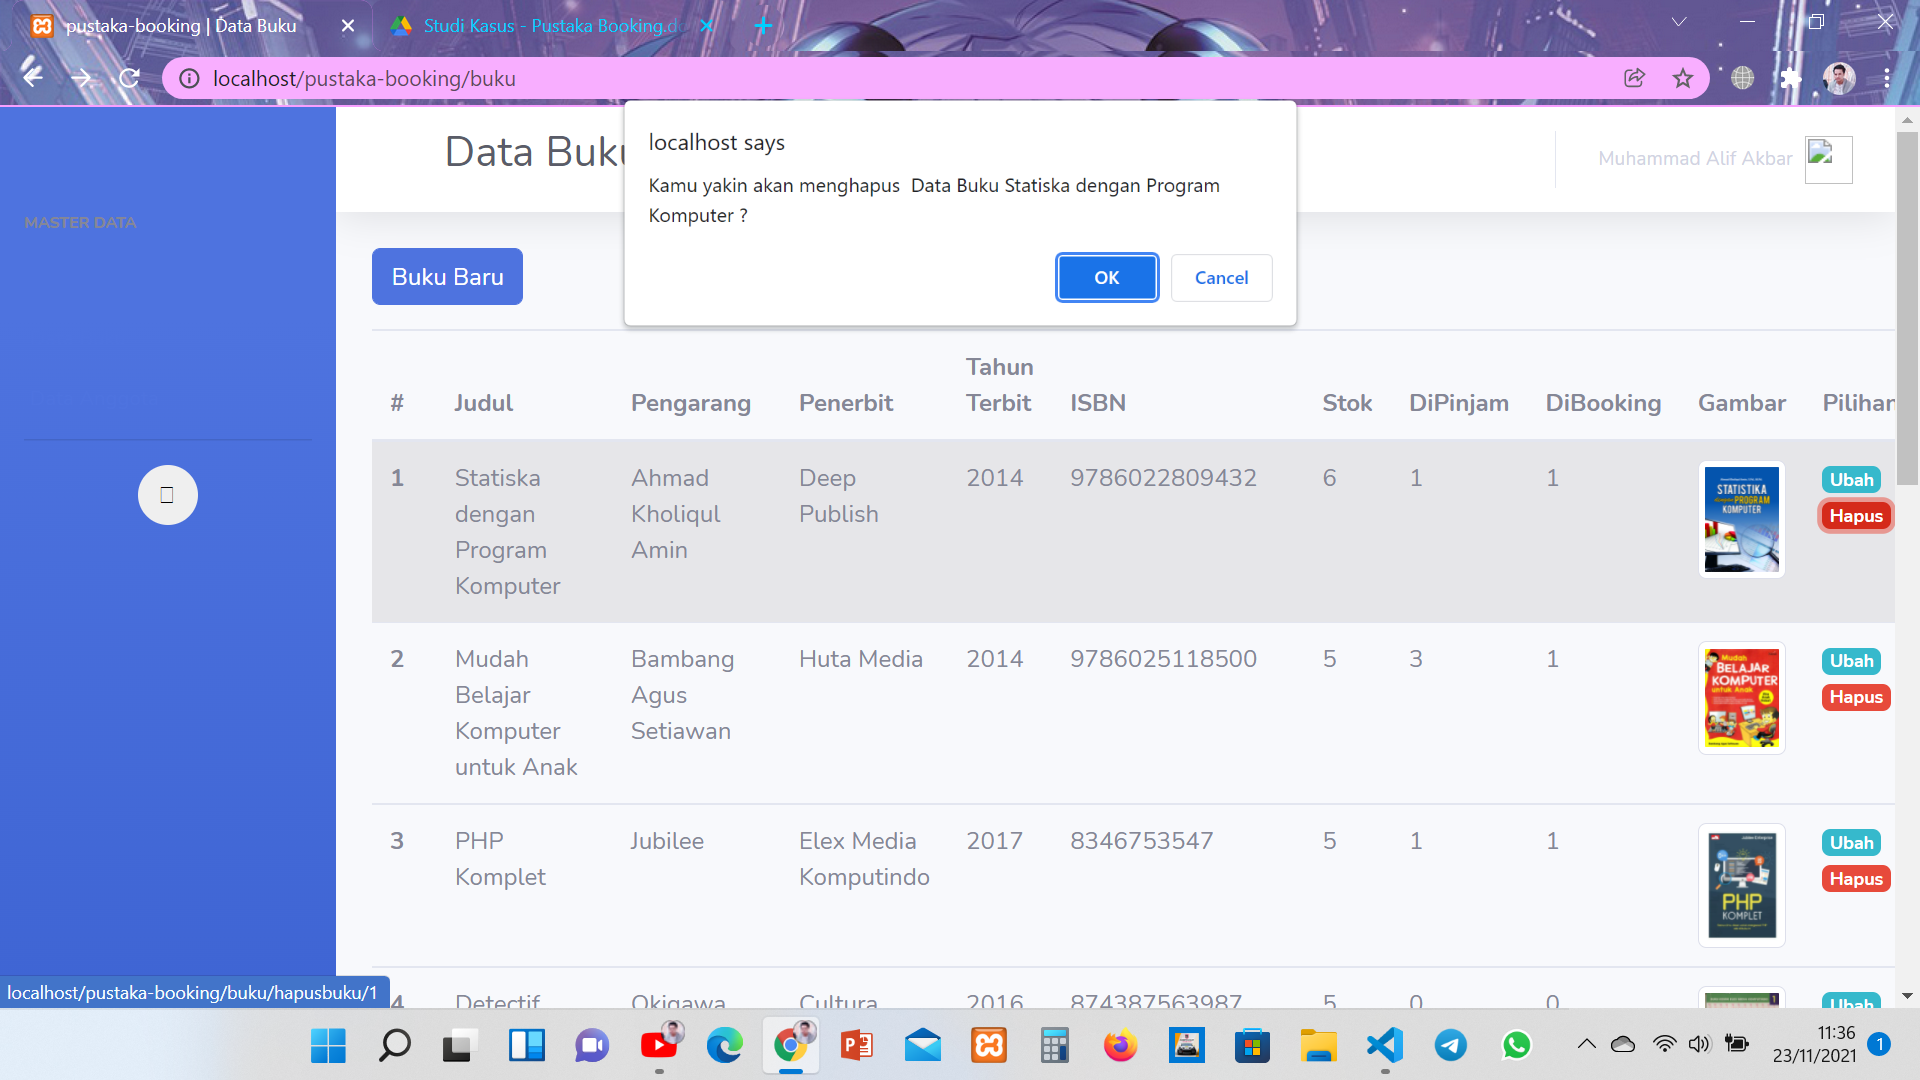 pustaka-booking | Data Buku
Studi Kasus - Pustaka Booking.do
localhost/pustaka-booking/buku
localhost says
Kamu yakin akan menghapus  Data Buku Statiska dengan Program
Komputer ?
OK
Cancel
Data Buku
Muhammad Alif Akbar
MASTER DATA
Buku Baru
# Judul Pengarang Penerbit Tahun Terbit ISBN Stok DiPinjam DiBooking Gambar Pilihan
1 Statiska dengan Program Komputer Ahmad Kholiqul Amin Deep Publish 2014 9786022809432 6 1 1
STATISTIKA
PROGRAM
KOMPUTER
Ubah
Hapus
2 Mudah Belajar Komputer untuk Anak Bambang Agus Setiawan Huta Media 2014 9786025118500 5 3 1
Mudah
BELAJAR
KOMPUTER
untuk Anak
Ubah
Hapus
3 PHP Komplet Jubilee Elex Media Komputindo 2017 8346753547 5 1 1
PHP
KOMPLET
Ubah
Hapus
4 Detectif Okigawa Cultura 2016 874387563987 5 0 0
Ubah
localhost/pustaka-booking/buku/hapusbuku/1
11:36
23/11/2021
1